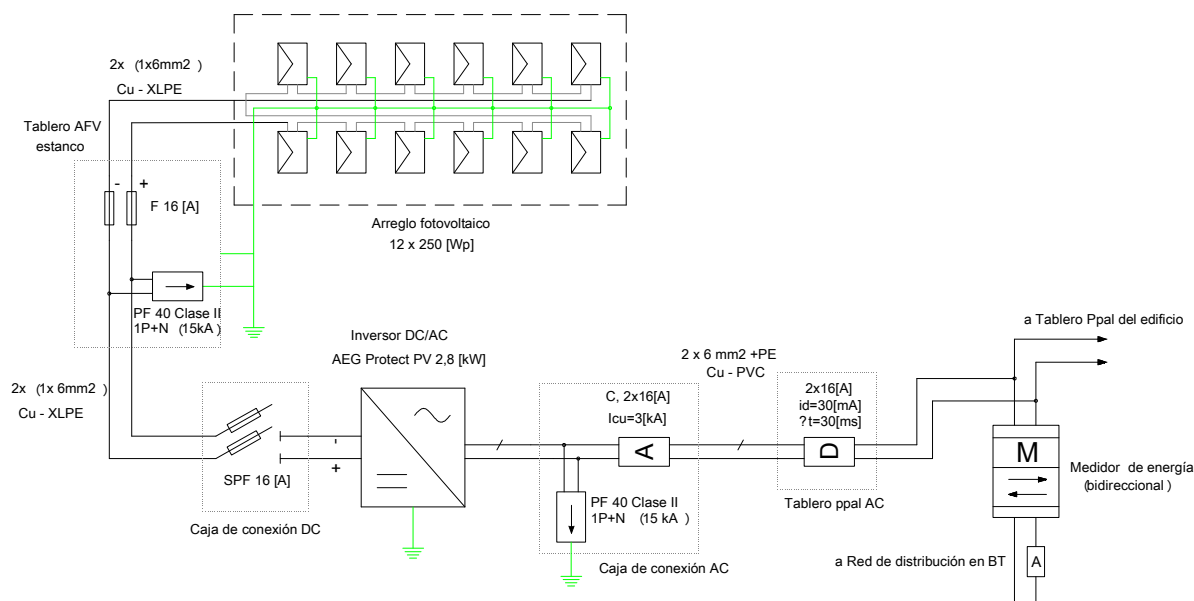 2x (1x6mm2 )
Cu - XLPE
Tablero AFV
estanco
- +
F 16 [A]
Arreglo fotovoltaico
12 x 250 [Wp]
PF 40 Clase II
1P+N (15kA )
2x (1x 6mm2 )
Cu - XLPE
SPF 16 [A]
Caja de conexión DC
Inversor DC/AC
AEG Protect PV 2,8 [kW]
-
+
C, 2x16[A]
Icu=3[kA]
A
PF 40 Clase II
1P+N (15 kA )
Caja de conexión AC
2 x 6 mm2 +PE
Cu - PVC
2x16[A]
id=30[mA]
?t=30[ms]
D
Tablero ppal AC
a Tablero Ppal del edificio
M
Medidor de energía
(bidireccional )
a Red de distribución en BT
A